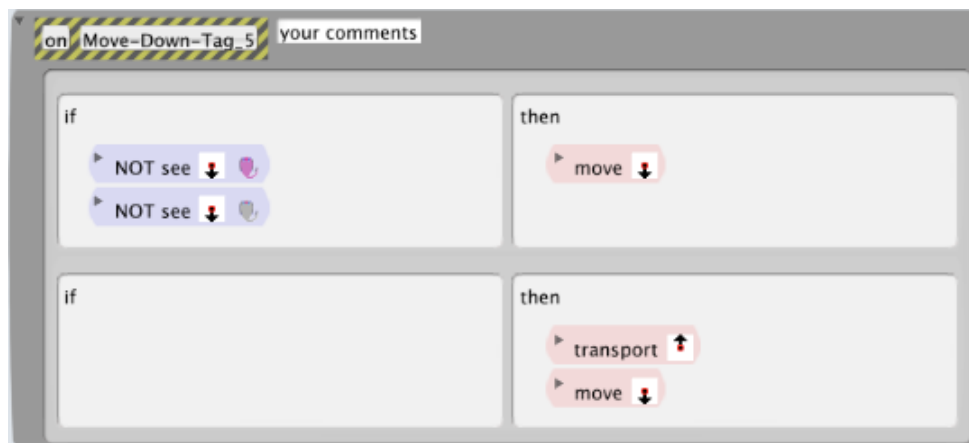 on Move-Down-Tag_5 your comments
if then
NOT see move
NOT see
if then
transport
move